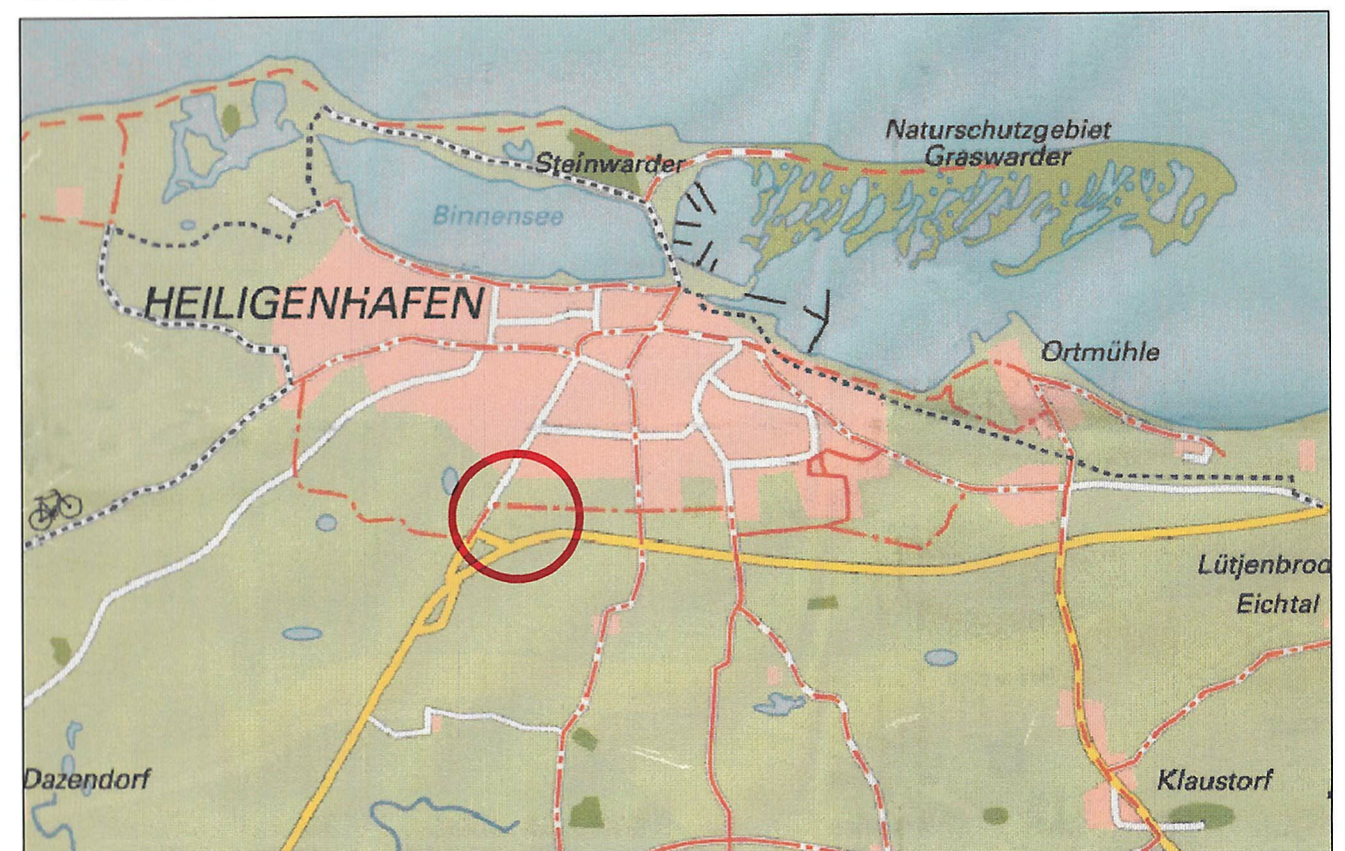 Naturschutzgebiet
Graswarder
Steinwarder
Binnensee
HEILIGENHAFEN
Ortmühle
Lütjenbrod
Eichtal
Dazendorf
Klaustorf